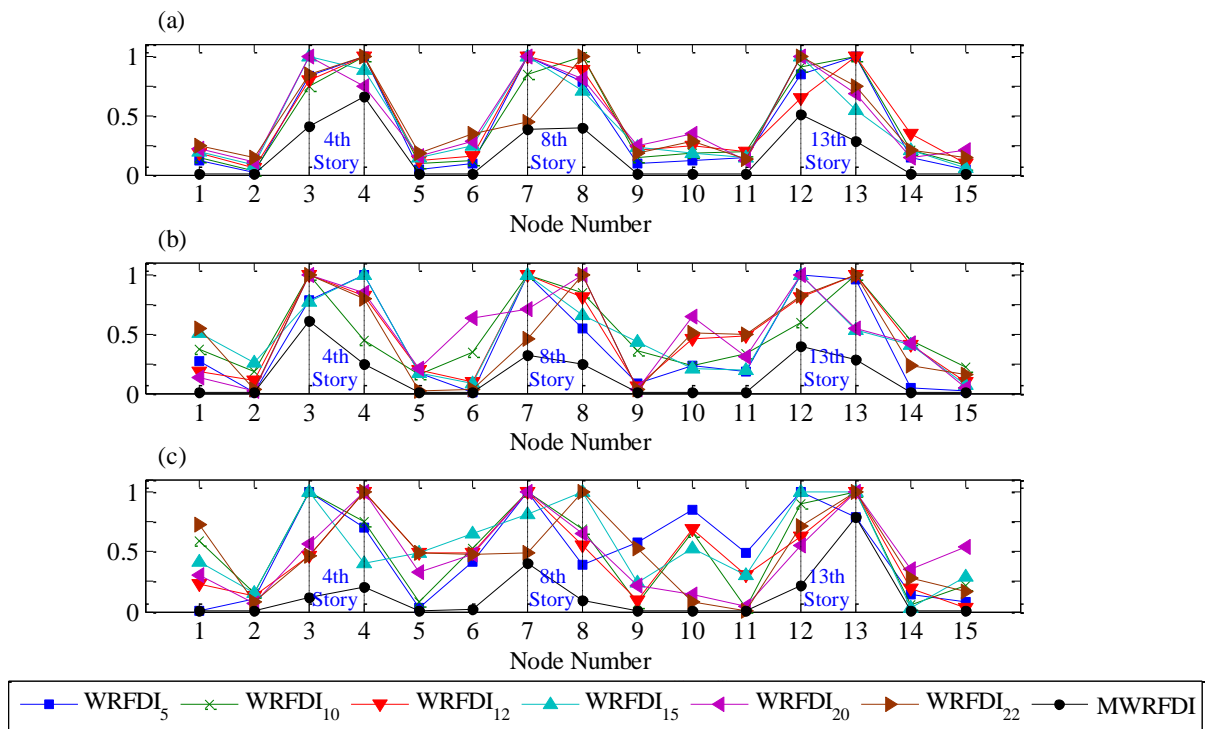 (a)
1
0.5
0
4th
Story
8th
Story
13th
Story
1 2 3 4 5 6 7 8 9 10 11 12 13 14 15
Node Number
(b)
1
0.5
0
4th
Story
8th
Story
13th
Story
1 2 3 4 5 6 7 8 9 10 11 12 13 14 15
Node Number
(c)
1
0.5
0
4th
Story
8th
Story
13th
Story
1 2 3 4 5 6 7 8 9 10 11 12 13 14 15
Node Number
WRFDI5 WRFDI10 WRFDI12 WRFDI15 WRFDI20 WRFDI22 MWRFDI